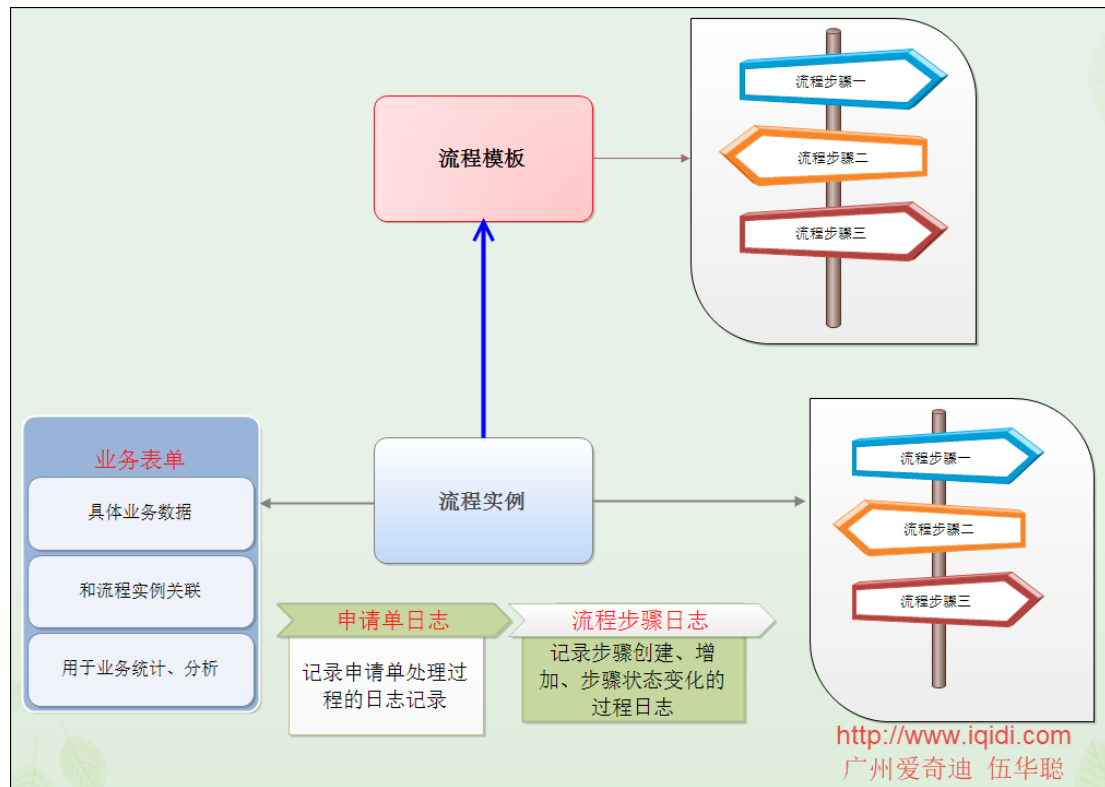 流程步骤一
流程步骤二
流程步骤三
流程模板
业务表单
具体业务数据
和流程实例关联
用于业务统计、分析
流程实例
流程步骤一
流程步骤二
流程步骤三
申请单日志
记录申请单处理过
程的日志记录
流程步骤日志
记录步骤创建、增
加、步骤状态变化的
过程日志
http://www.iqidi.com
广州爱奇迪 伍华聪